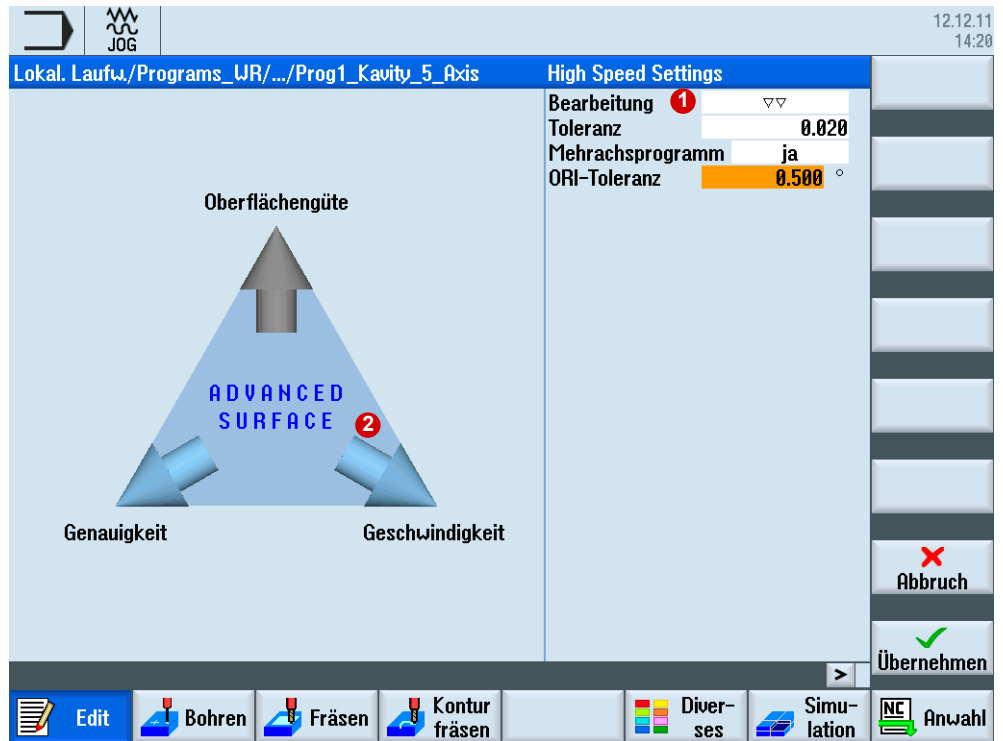 JOG
12.12.11
14:20
Lokal. Laufw./Programs_WR/.../Prog1_Kavity_5_Axis
High Speed Settings
Bearbeitung 1 ▽▽
Toleranz 0.020
Mehrachsprogramm ja
ORI-Toleranz 0.500 °
Oberflächengüte
ADVANCED
SURFACE 2
Genauigkeit Geschwindigkeit
Abbruch
Übernehmen
>
Edit
Bohren
Fräsen
Kontur
fräsen
Diver-
ses
Simu-
lation
NC
Anwahl